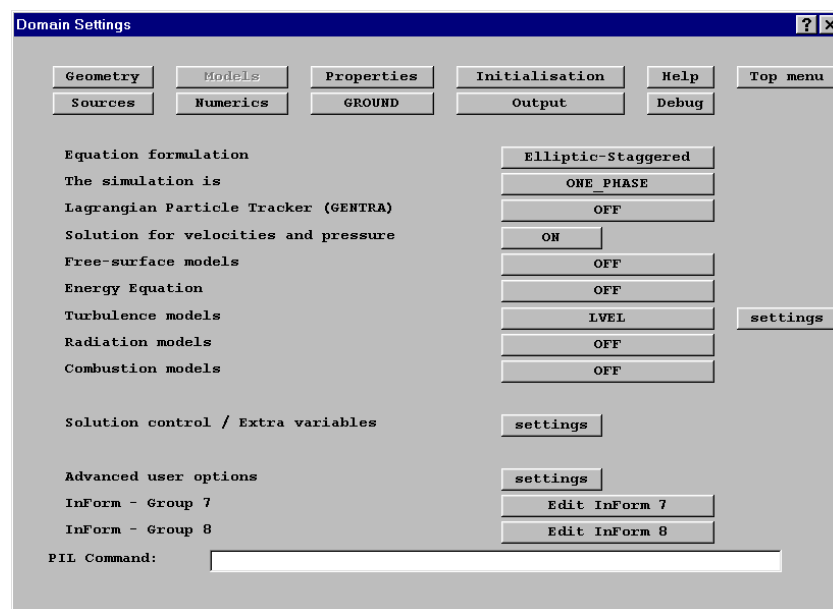 Domain Settings ? ×
Geometry Models Properties Initialisation Help Top menu
Sources Numerics GROUND Output Debug
Equation formulation Elliptic-Staggered
The simulation is ONE_PHASE
Lagrangian Particle Tracker (GENTRA) OFF
Solution for velocities and pressure ON
Free-surface models OFF
Energy Equation OFF
Turbulence models LVEL settings
Radiation models OFF
Combustion models OFF
Solution control / Extra variables settings
Advanced user options settings
InForm - Group 7 Edit InForm 7
InForm - Group 8 Edit InForm 8
PIL Command: